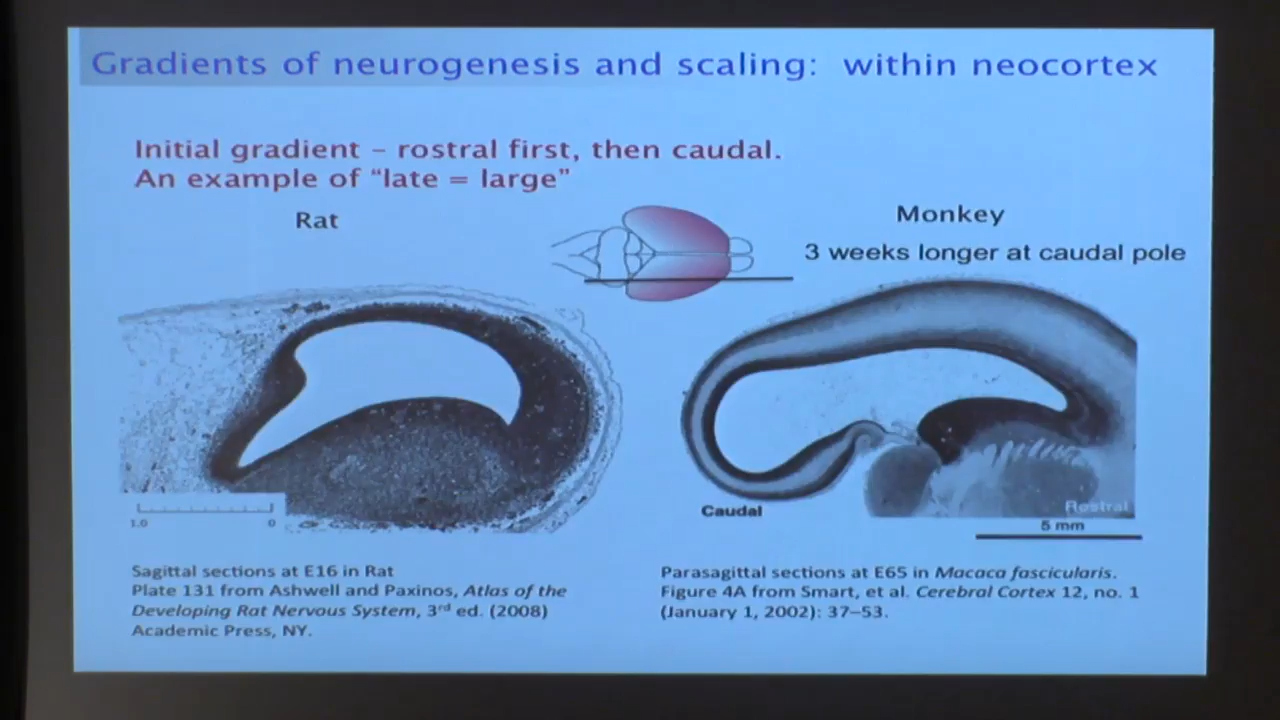 Gradients of neurogenesis and scaling: within neocortex
Initial gradient – rostral first, then caudal.
An example of “late = large”
Rat
Monkey
3 weeks longer at caudal pole
Caudal
Rostral
5 mm
1.0 0
Sagittal sections at E16 in Rat
Plate 131 from Ashwell and Paxinos, Atlas of the
Developing Rat Nervous System, 3rd ed. (2008)
Academic Press, NY.
Parasagittal sections at E65 in Macaca fascicularis.
Figure 4A from Smart, et al. Cerebral Cortex 12, no. 1
(January 1, 2002): 37–53.